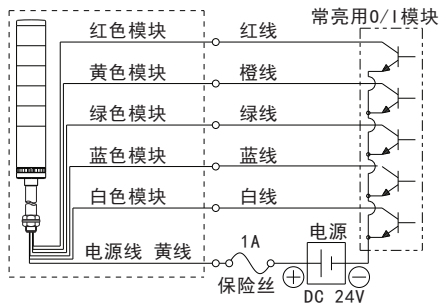 常亮用O/I模块
红色模块 红线
黄色模块 橙线
绿色模块 绿线
蓝色模块 蓝线
白色模块 白线
电源线 黄线
1A
保险丝
电源
DC 24V